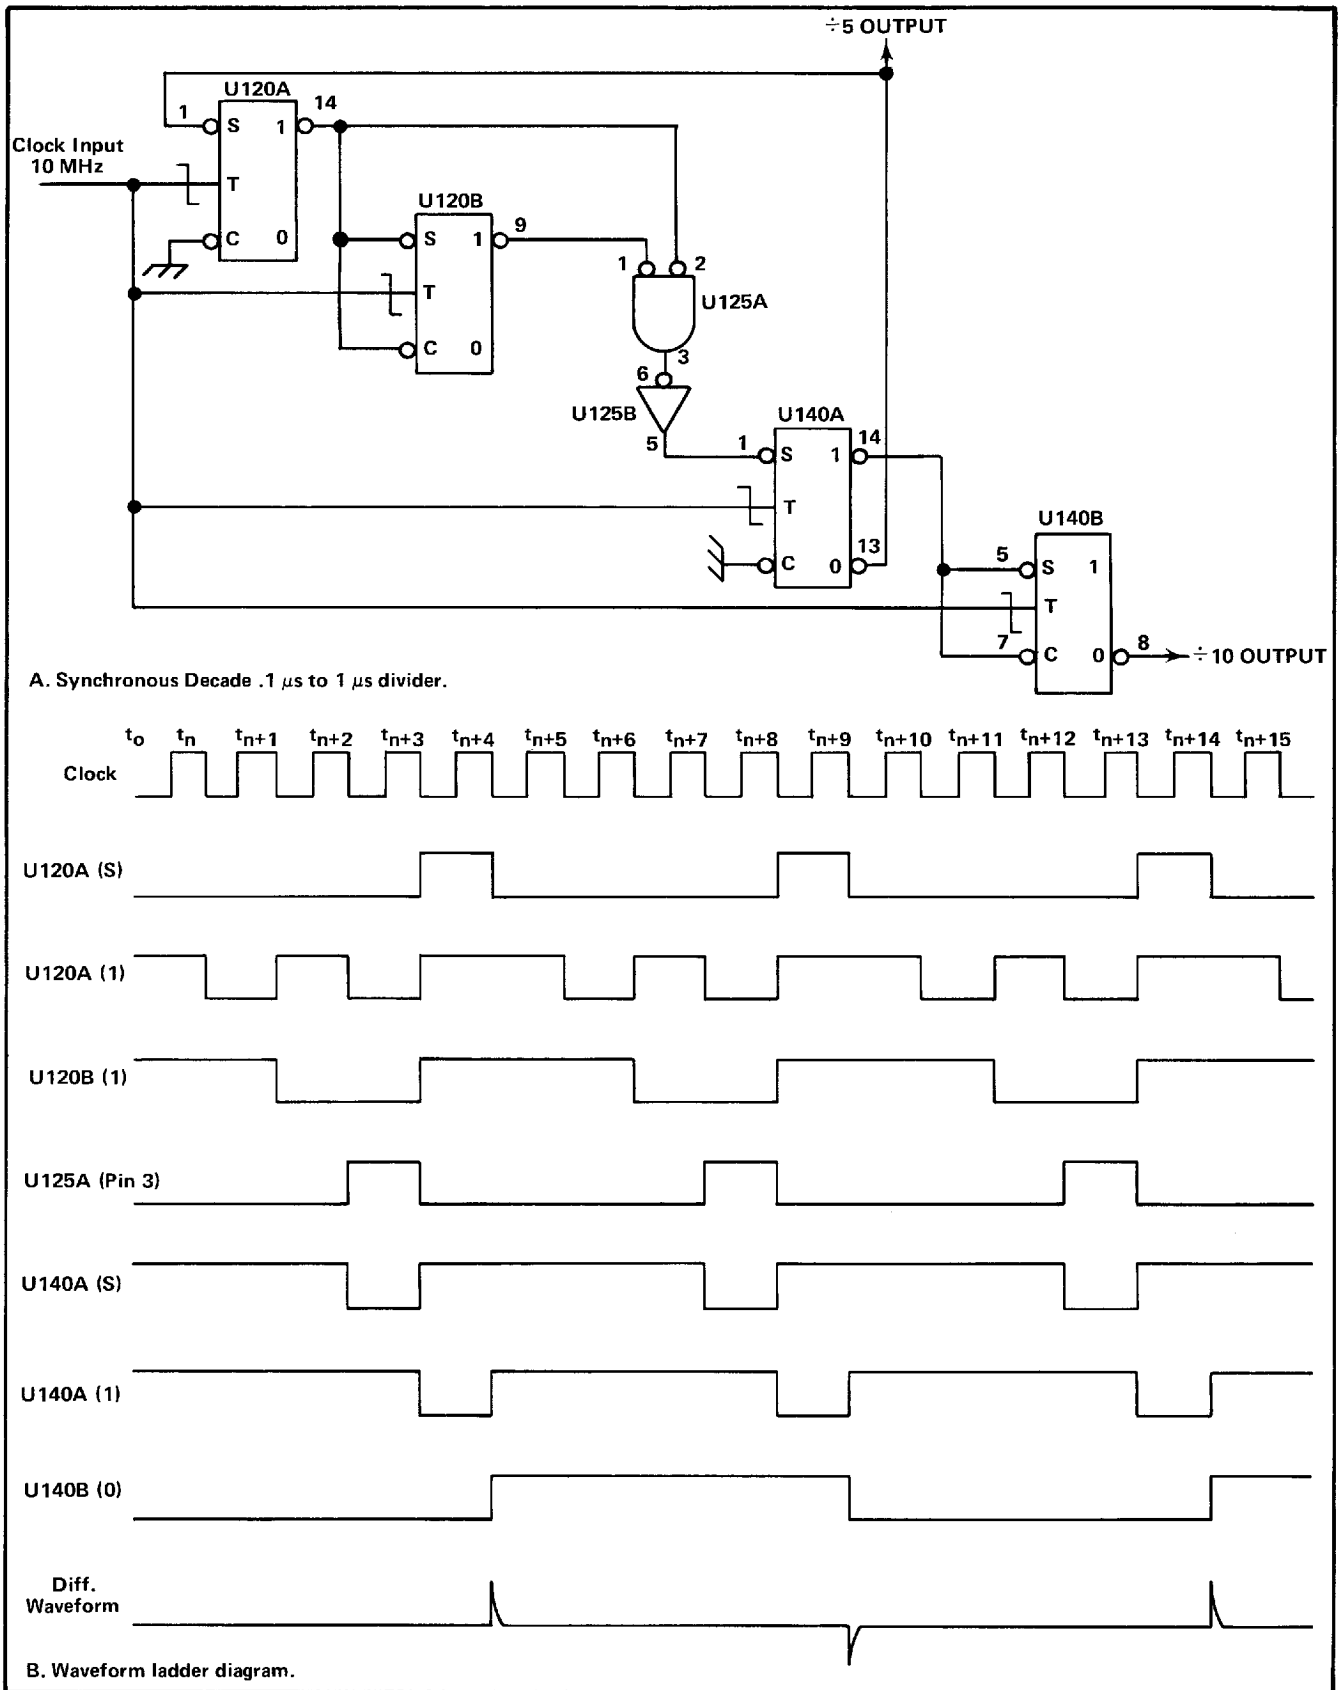 ÷5 OUTPUT
U120A
1
14
S
1
Clock Input
10 MHz
T
C
0
U120B
9
S
1
T
C
0
1
2
U125A
3
6
U125B
5
U140A
1
14
S
1
T
C
0
13
U140B
5
S
1
T
7
C
0
8
÷10 OUTPUT
A. Synchronous Decade .1 μs to 1 μs divider.
to tn tn+1 tn+2 tn+3 tn+4 tn+5 tn+6 tn+7 tn+8 tn+9 tn+10 tn+11 tn+12 tn+13 tn+14 tn+15
Clock
U120A (S)
U120A (1)
U120B (1)
U125A (Pin 3)
U140A (S)
U140A (1)
U140B (0)
Diff.
Waveform
B. Waveform ladder diagram.